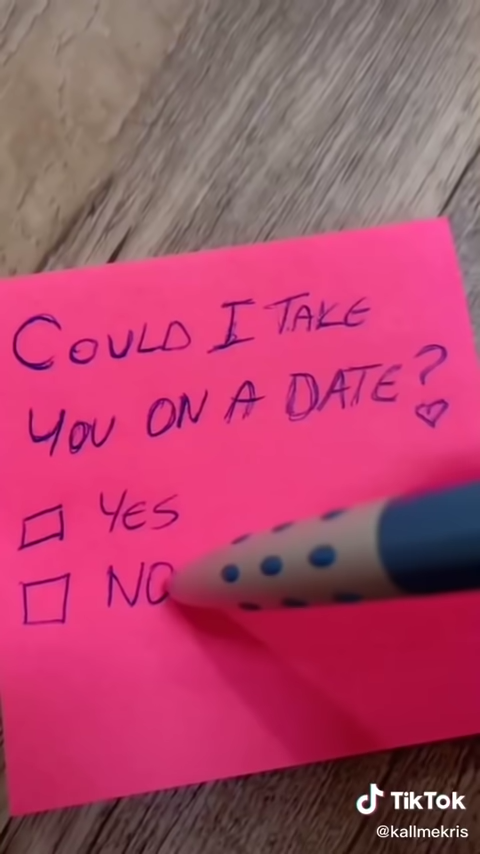 COULD I TAKE
YOU ON A DATE?
YES
NO
TikTok
@kallmekris